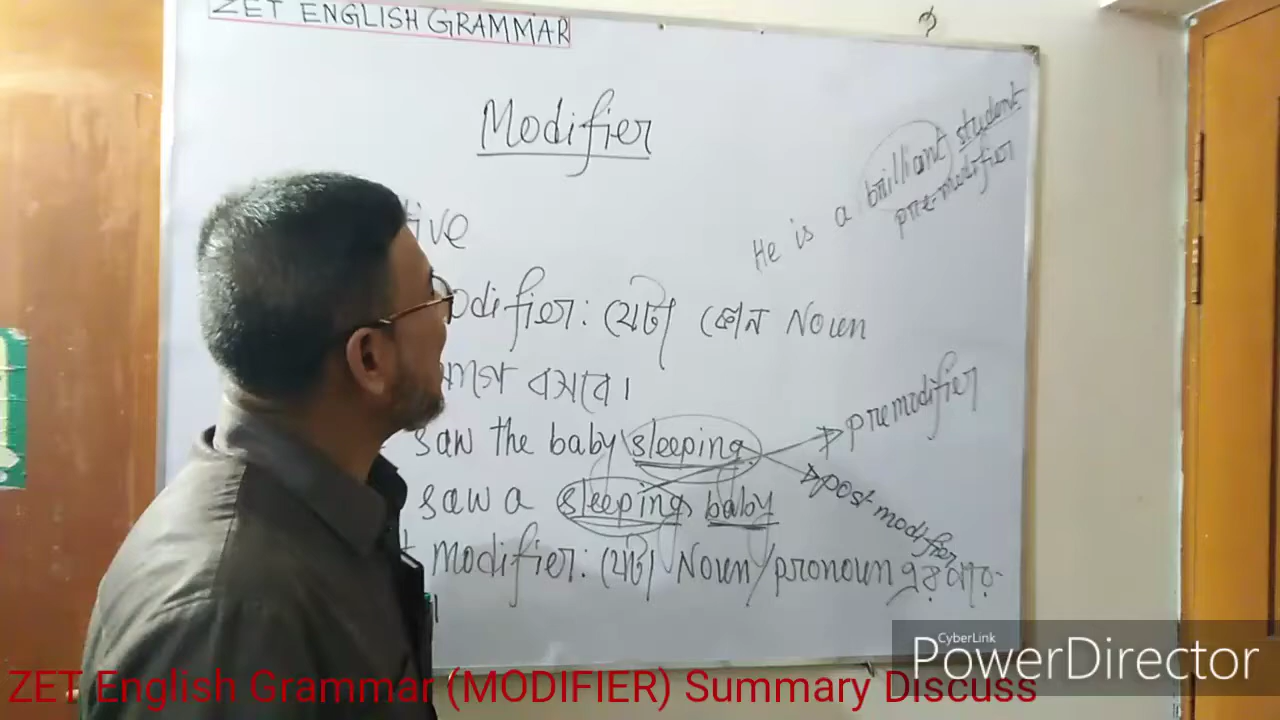 ZET ENGLISH GRAMMAR
Modifier
He is a brilliant student
pre-modifier
tive
odifier: যেটা কোন Noun
আগে বসবে।
saw the baby sleeping
premodifier
saw a sleeping baby
post modifier
t modifier: যেটা Noun/pronoun এর পরে
CyberLink
PowerDirector
ZET English Grammar (MODIFIER) Summary Discuss